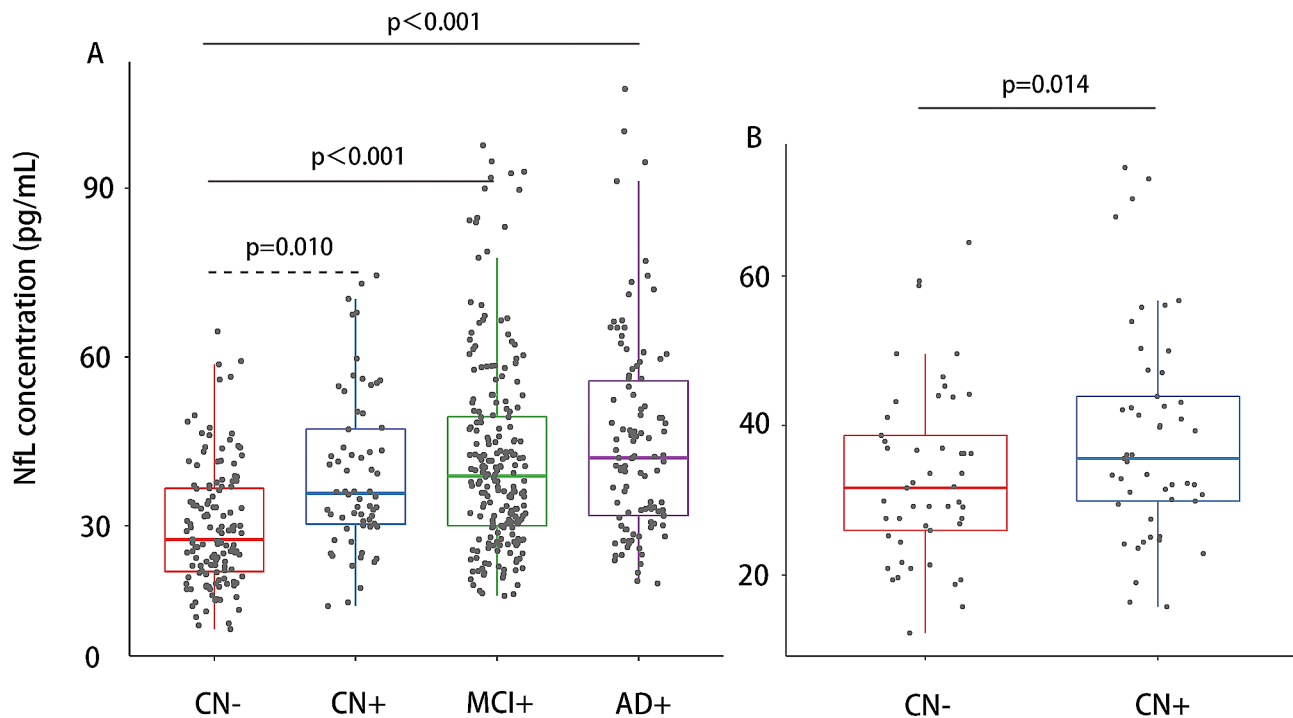 p<0.001
A
p=0.014
B
p<0.001
90
p=0.010
NfL concentration (pg/mL)
60
60
40
30
20
0
CN-
CN+
MCI+
AD+
CN-
CN+